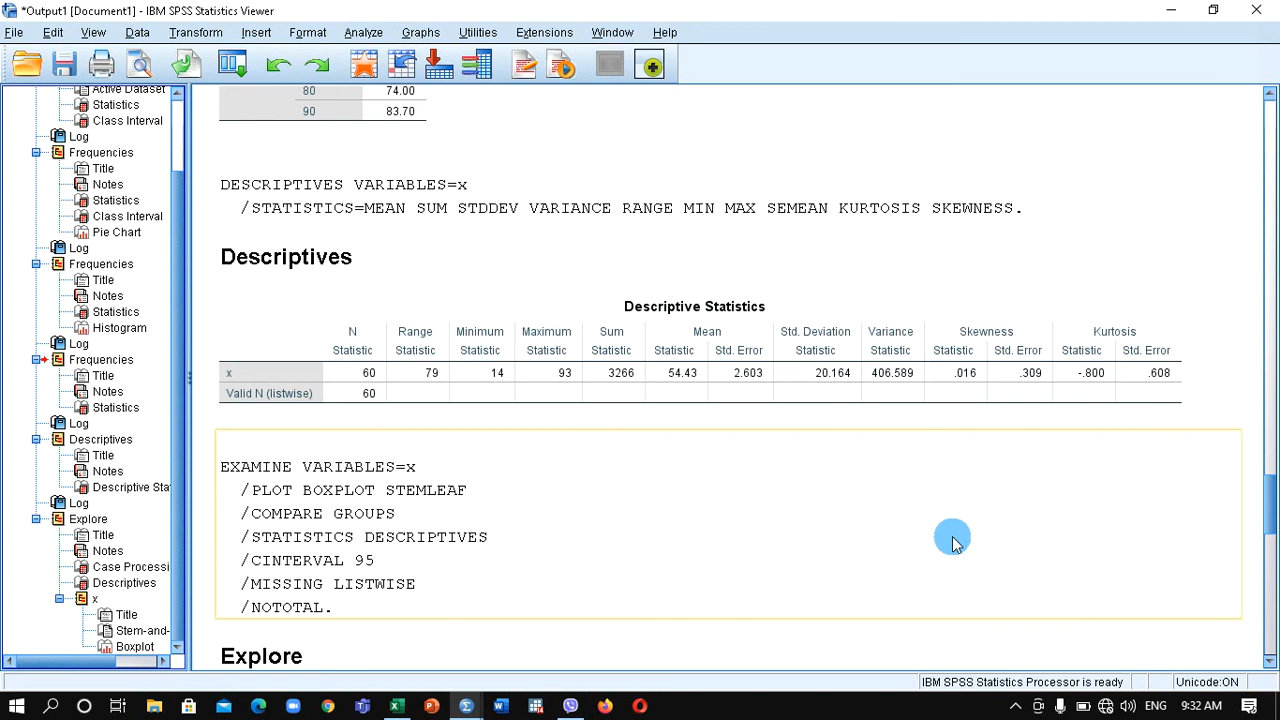 *Output1 [Document1] - IBM SPSS Statistics Viewer
File Edit View Data Transform Insert Format Analyze Graphs Utilities Extensions Window Help
Active Dataset
Statistics
Class Interval
Log
Frequencies
Title
Notes
Statistics
Class Interval
Pie Chart
Log
Frequencies
Title
Notes
Statistics
Histogram
Log
Frequencies
Title
Notes
Statistics
Log
Descriptives
Title
Notes
Descriptive Sta
Log
Explore
Title
Notes
Case Processi
Descriptives
x
Title
Stem-and-
Boxplot
80 74.00
90 83.70
DESCRIPTIVES VARIABLES=x
/STATISTICS=MEAN SUM STDDEV VARIANCE RANGE MIN MAX SEMEAN KURTOSIS SKEWNESS.
Descriptives
Descriptive Statistics
N Range Minimum Maximum Sum Mean Std. Deviation Variance Skewness Kurtosis
Statistic Statistic Statistic Statistic Statistic Statistic Std. Error Statistic Statistic Statistic Std. Error Statistic Std. Error
x 60 79 14 93 3266 54.43 2.603 20.164 406.589 .016 .309 -.800 .608
Valid N (listwise) 60
EXAMINE VARIABLES=x
/PLOT BOXPLOT STEMLEAF
/COMPARE GROUPS
/STATISTICS DESCRIPTIVES
/CINTERVAL 95
/MISSING LISTWISE
/NOTOTAL.
Explore
IBM SPSS Statistics Processor is ready Unicode:ON
9:32 AM